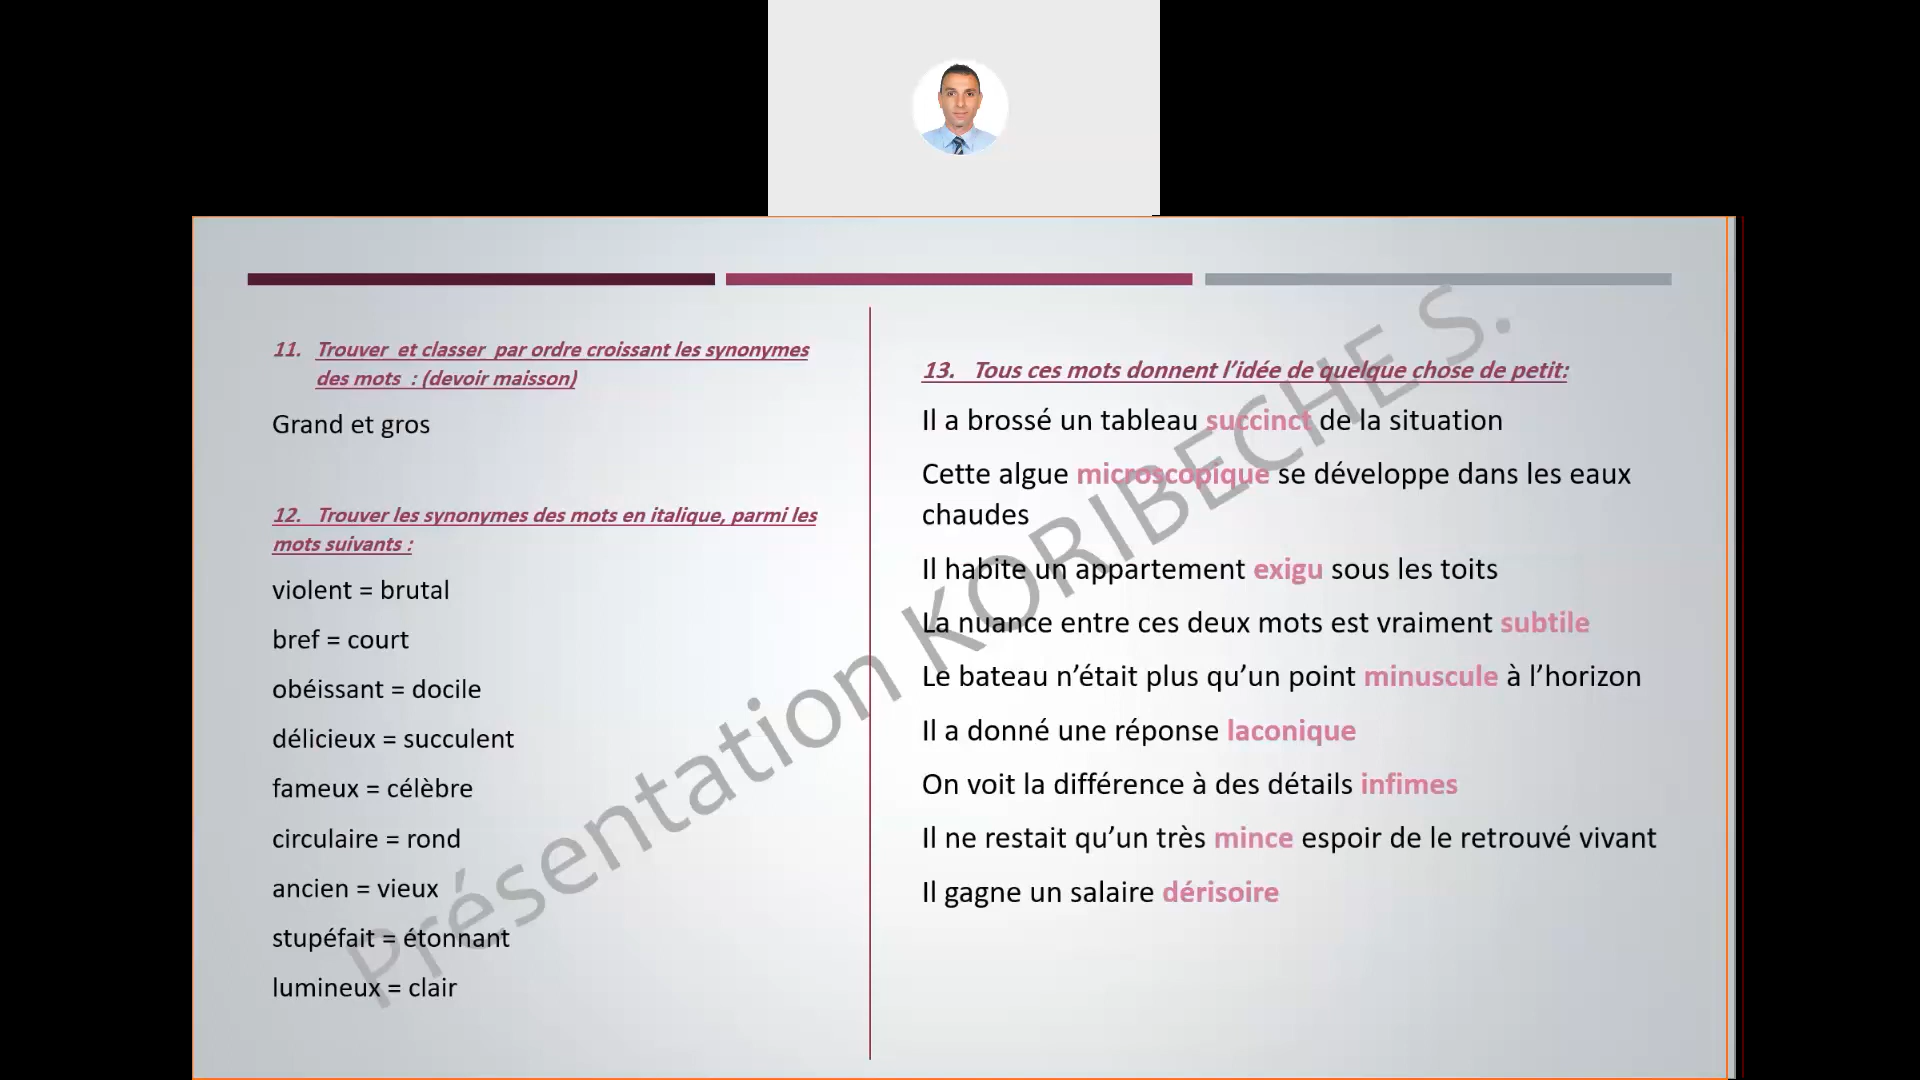 11. Trouver et classer par ordre croissant les synonymes
des mots : (devoir maisson)
Grand et gros
12. Trouver les synonymes des mots en italique, parmi les
mots suivants :
violent = brutal
bref = court
obéissant = docile
délicieux = succulent
fameux = célèbre
circulaire = rond
ancien = vieux
stupéfait = étonnant
lumineux = clair
13. Tous ces mots donnent l’idée de quelque chose de petit:
Il a brossé un tableau succinct de la situation
Cette algue microscopique se développe dans les eaux
chaudes
Il habite un appartement exigu sous les toits
La nuance entre ces deux mots est vraiment subtile
Le bateau n’était plus qu’un point minuscule à l’horizon
Il a donné une réponse laconique
On voit la différence à des détails infimes
Il ne restait qu’un très mince espoir de le retrouvé vivant
Il gagne un salaire dérisoire
Présentation KORIBECHE S.